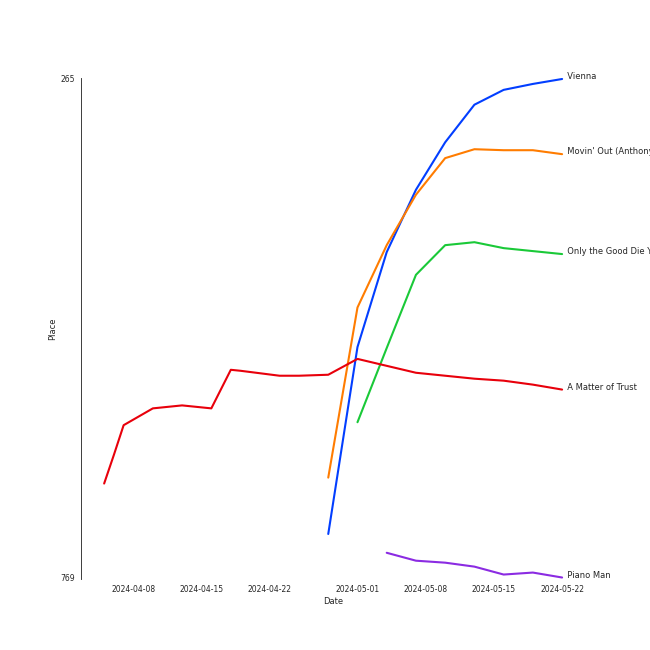 265
Vienna
Movin' Out (Anthony
Only the Good Die
A Matter of Trust
Place
769
Piano Man
2024-04-08 2024-04-15 2024-04-22 2024-05-01 2024-05-08 2024-05-15 2024-05-22
Date